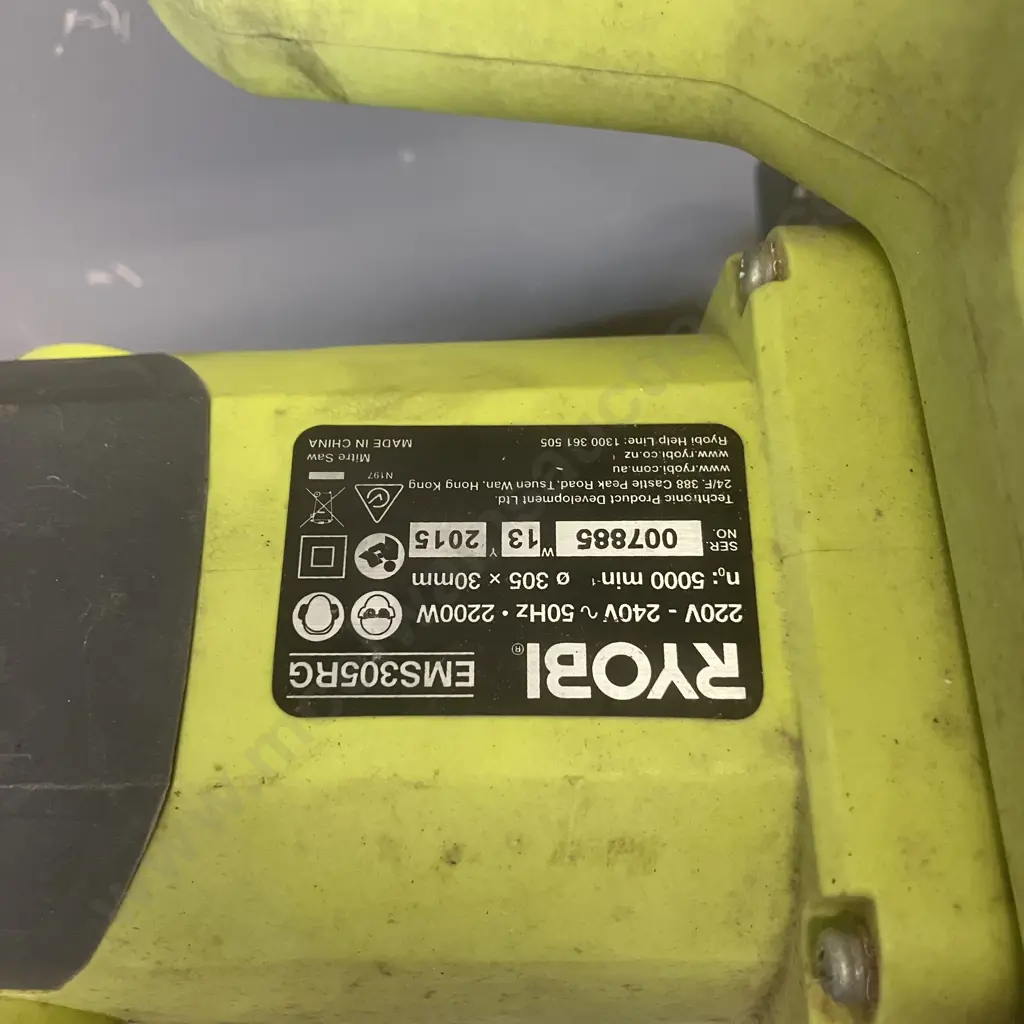 RYOBI® EMS305RG
220V - 240V ~ 50Hz • 2200W
n₀: 5000 min⁻¹ ø 305 × 30mm
SER. NO. 007885 W 13 Y 2015
Techtronic Product Development Ltd.
24/F, 388 Castle Peak Road, Tsuen Wan, Hong Kong
N197
www.ryobi.com.au
www.ryobi.co.nz
Mitre Saw
Ryobi Help Line: 1300 361 505
MADE IN CHINA